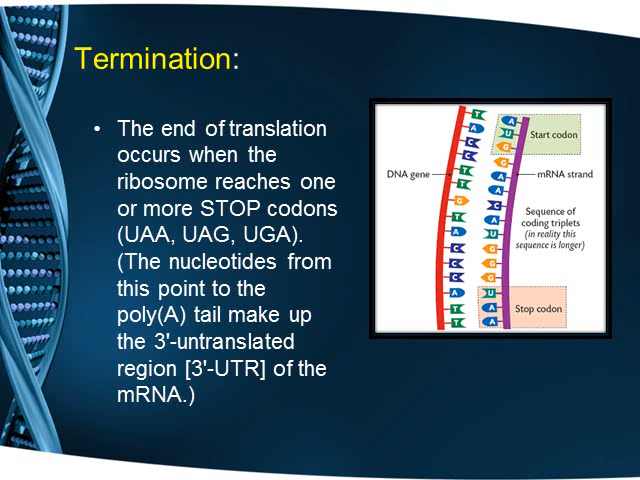 Termination:
• The end of translation
occurs when the
ribosome reaches one
or more STOP codons
(UAA, UAG, UGA).
(The nucleotides from
this point to the
poly(A) tail make up
the 3'-untranslated
region [3'-UTR] of the
mRNA.)
DNA gene
mRNA strand
Start codon
Sequence of
coding triplets
(in reality this
sequence is longer)
Stop codon
T A
A U
C G
C G
T A
T A
G C
T A
A U
C G
C G
C G
A U
T A
T A